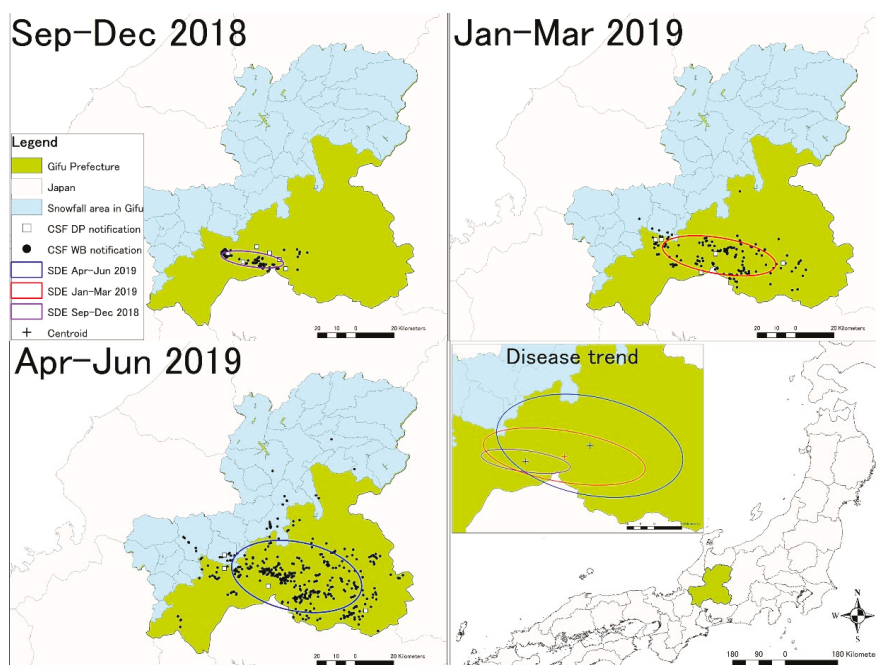 Sep-Dec 2018
Jan-Mar 2019
Legend
Gifu Prefecture
Japan
Snowfall area in Gifu
CSF DP notification
CSF WB notification
SDE Apr-Jun 2019
SDE Jan-Mar 2019
SDE Sep-Dec 2018
Centroid
20 10 0 20 Kilometers
20 10 0 20 Kilometers
Apr-Jun 2019
Disease trend
N
W E
S
20 10 0 20 Kilometers
180 90 0 180 Kilometers